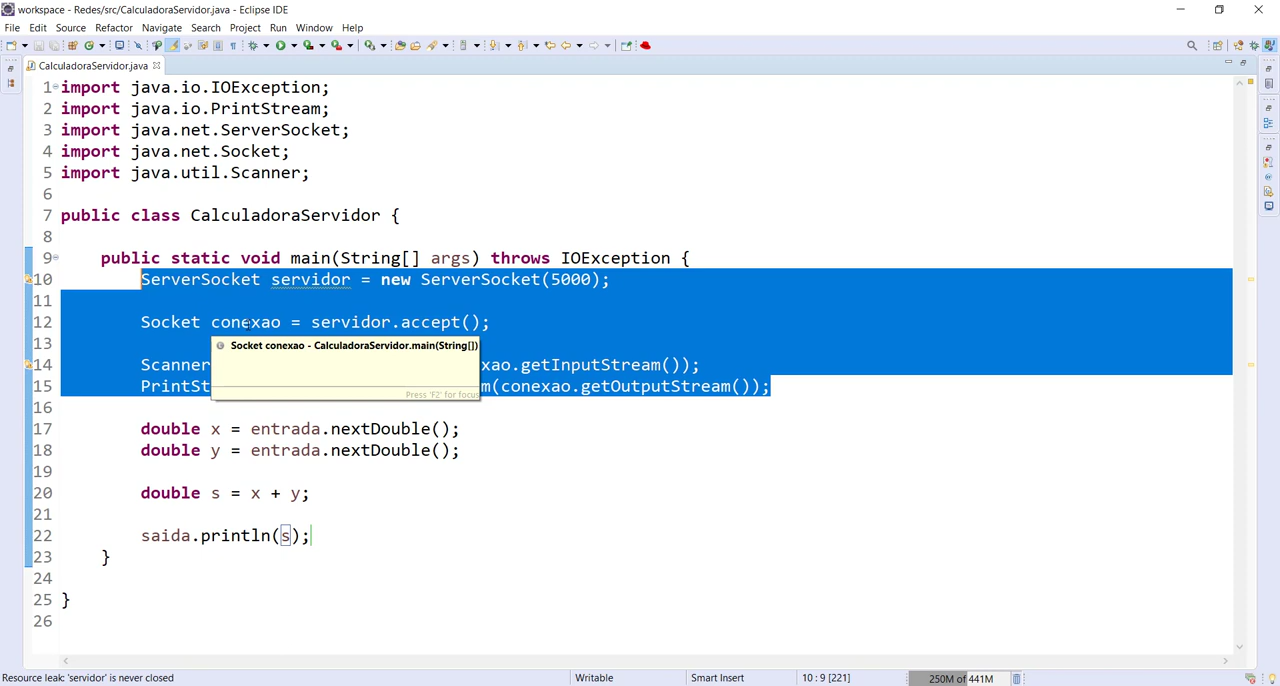 workspace - Redes/src/CalculadoraServidor.java - Eclipse IDE
File Edit Source Refactor Navigate Search Project Run Window Help
CalculadoraServidor.java
1 import java.io.IOException;
2 import java.io.PrintStream;
3 import java.net.ServerSocket;
4 import java.net.Socket;
5 import java.util.Scanner;
6
7 public class CalculadoraServidor {
8
9 public static void main(String[] args) throws IOException {
10 ServerSocket servidor = new ServerSocket(5000);
11
12 Socket conexao = servidor.accept();
13
Socket conexao - CalculadoraServidor.main(String[])
14 Scanner xao.getInputStream());
15 PrintSt m(conexao.getOutputStream());
Press 'F2' for focus
16
17 double x = entrada.nextDouble();
18 double y = entrada.nextDouble();
19
20 double s = x + y;
21
22 saida.println(s);
23 }
24
25 }
26
Resource leak: 'servidor' is never closed Writable Smart Insert 10 : 9 [221] 250M of 441M